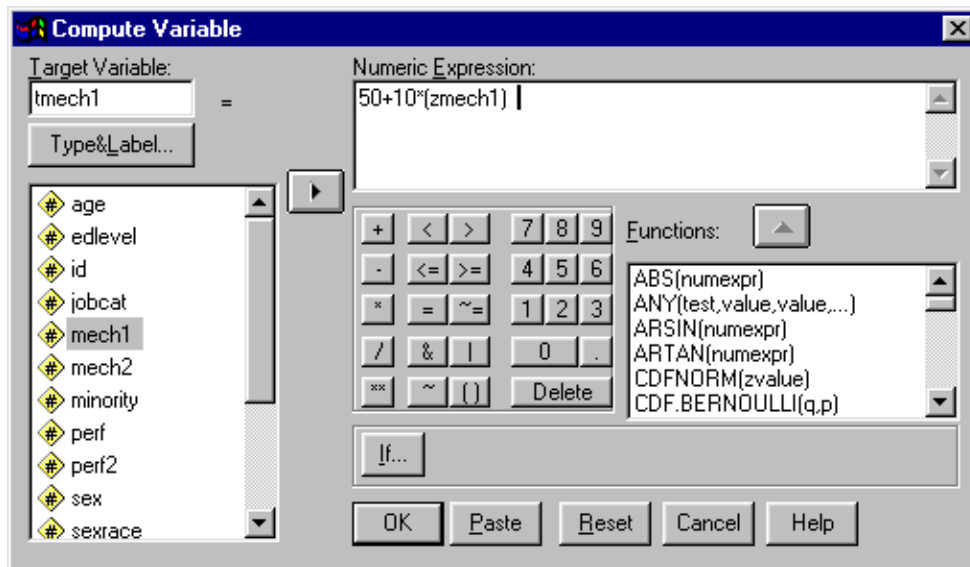 Compute Variable
Target Variable:
tmech1
=
Type&Label...
Numeric Expression:
50+10*(zmech1)
age
edlevel
id
jobcat
mech1
mech2
minority
perf
perf2
sex
sexrace
+ < > 7 8 9
- <= >= 4 5 6
* = ~= 1 2 3
/ & | 0 .
** ~ () Delete
Functions:
ABS(numexpr)
ANY(test,value,value,...)
ARSIN(numexpr)
ARTAN(numexpr)
CDFNORM(zvalue)
CDF.BERNOULLI(q,p)
If...
OK Paste Reset Cancel Help